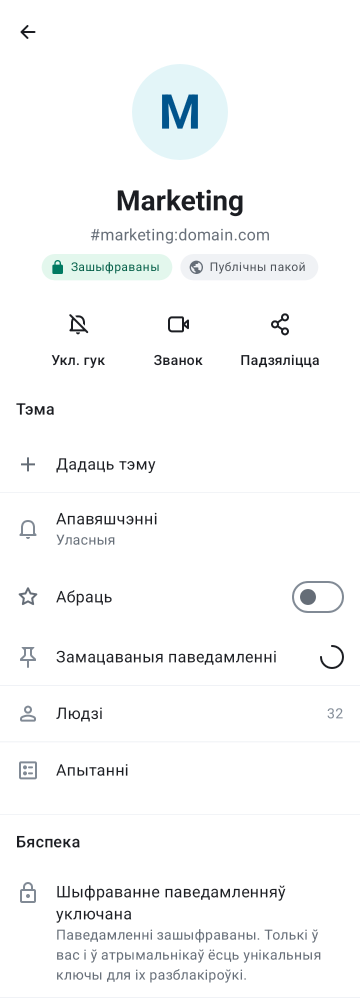 M
Marketing
#marketing:domain.com
Зашыфраваны Публічны пакой
Укл. гук Званок Падзяліцца
Тэма
Дадаць тэму
Апавяшчэнні
Уласныя
Абраць
Замацаваныя паведамленні
Людзі 32
Апытанні
Бяспека
Шыфраванне паведамленняў
уключана
Паведамленні зашыфраваны. Толькі ў
вас і ў атрымальнікаў ёсць унікальныя
ключы для іх разблакіроўкі.